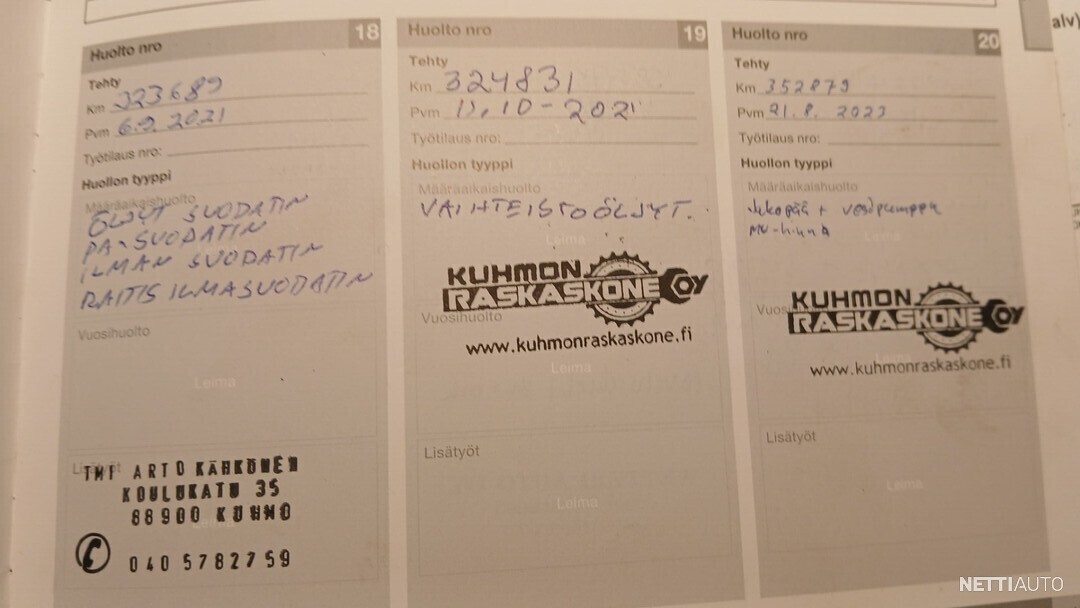 alv)
Huolto nro 18
Tehty
Km 323689
Pvm 6.9. 2021
Työtilaus nro:
Huollon tyyppi
Määräaikaishuolto
ÖLJYT SUODATIN
PA-SUODATIN
ILMAN SUODATIN
RAITIS ILMASUODATIN
Vuosihuolto
Leima
Lisätyöt
TMI ARTO KÄHKÖNEN
KOULUKATU 35
88900 KUHMO
040 5782759
Huolto nro 19
Tehty
Km 324831
Pvm 11.10-2021
Työtilaus nro:
Huollon tyyppi
Määräaikaishuolto
VAIHTEISTOÖLJYT.
Leima
KUHMON
RASKASKONE OY
Vuosihuolto
www.kuhmonraskaskone.fi
Leima
Lisätyöt
Leima
Huolto nro 20
Tehty
Km 352879
Pvm 21.8. 2023
Työtilaus nro:
Huollon tyyppi
Määräaikaishuolto
Jakopää + vesipumppu
mv-hihna
Leima
KUHMON
RASKASKONE OY
www.kuhmonraskaskone.fi
Lisätyöt
Leima
NETTIAUTO